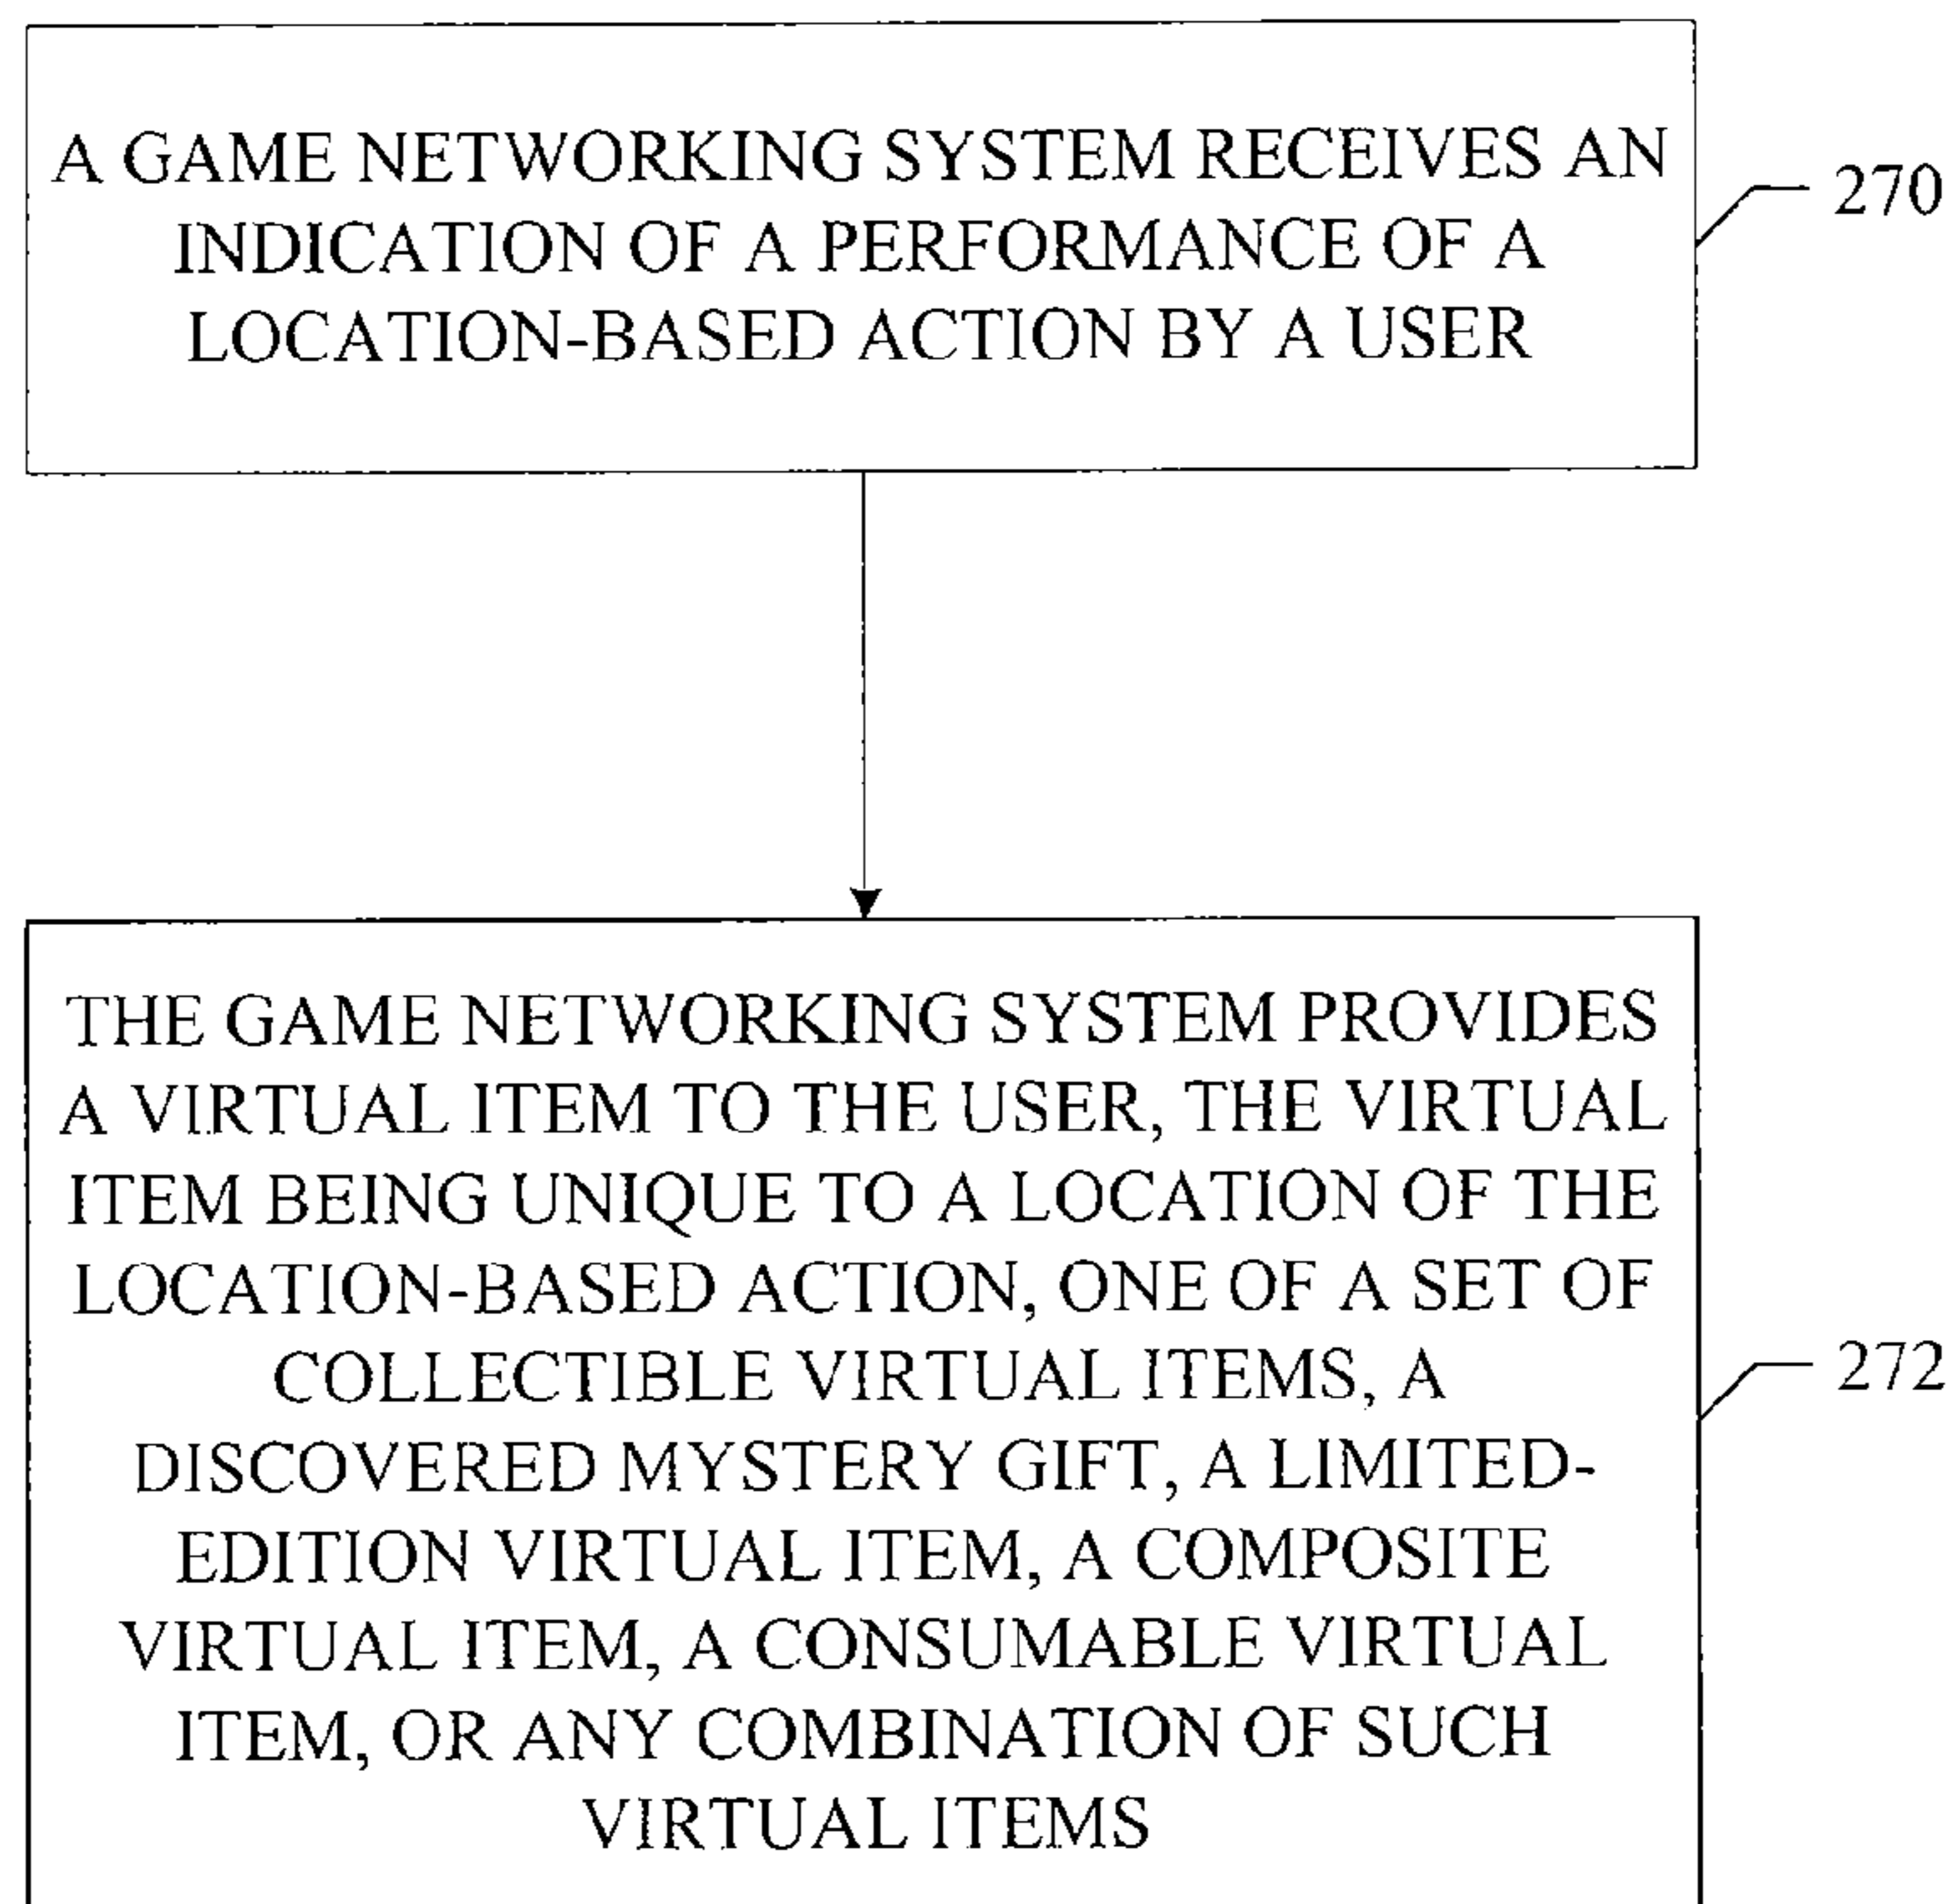 A GAME NETWORKING SYSTEM RECEIVES AN
INDICATION OF A PERFORMANCE OF A
LOCATION-BASED ACTION BY A USER
270
THE GAME NETWORKING SYSTEM PROVIDES
A VIRTUAL ITEM TO THE USER, THE VIRTUAL
ITEM BEING UNIQUE TO A LOCATION OF THE
LOCATION-BASED ACTION, ONE OF A SET OF
COLLECTIBLE VIRTUAL ITEMS, A
DISCOVERED MYSTERY GIFT, A LIMITED-
EDITION VIRTUAL ITEM, A COMPOSITE
VIRTUAL ITEM, A CONSUMABLE VIRTUAL
ITEM, OR ANY COMBINATION OF SUCH
VIRTUAL ITEMS
272